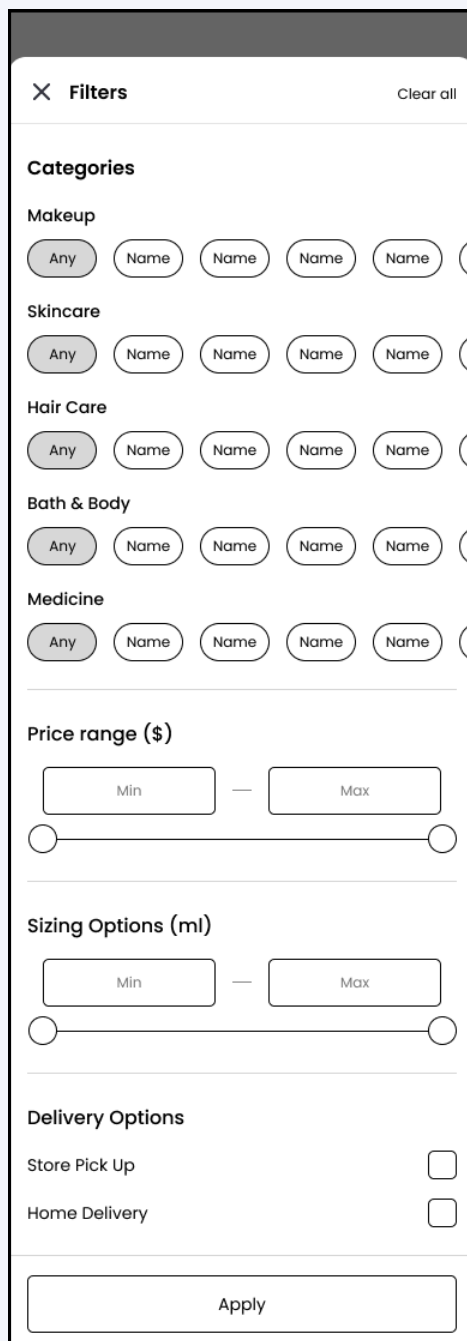 Filters Clear all
Categories
Makeup
Any Name Name Name Name
Skincare
Any Name Name Name Name
Hair Care
Any Name Name Name Name
Bath & Body
Any Name Name Name Name
Medicine
Any Name Name Name Name
Price range ($)
Min — Max
Sizing Options (ml)
Min — Max
Delivery Options
Store Pick Up
Home Delivery
Apply